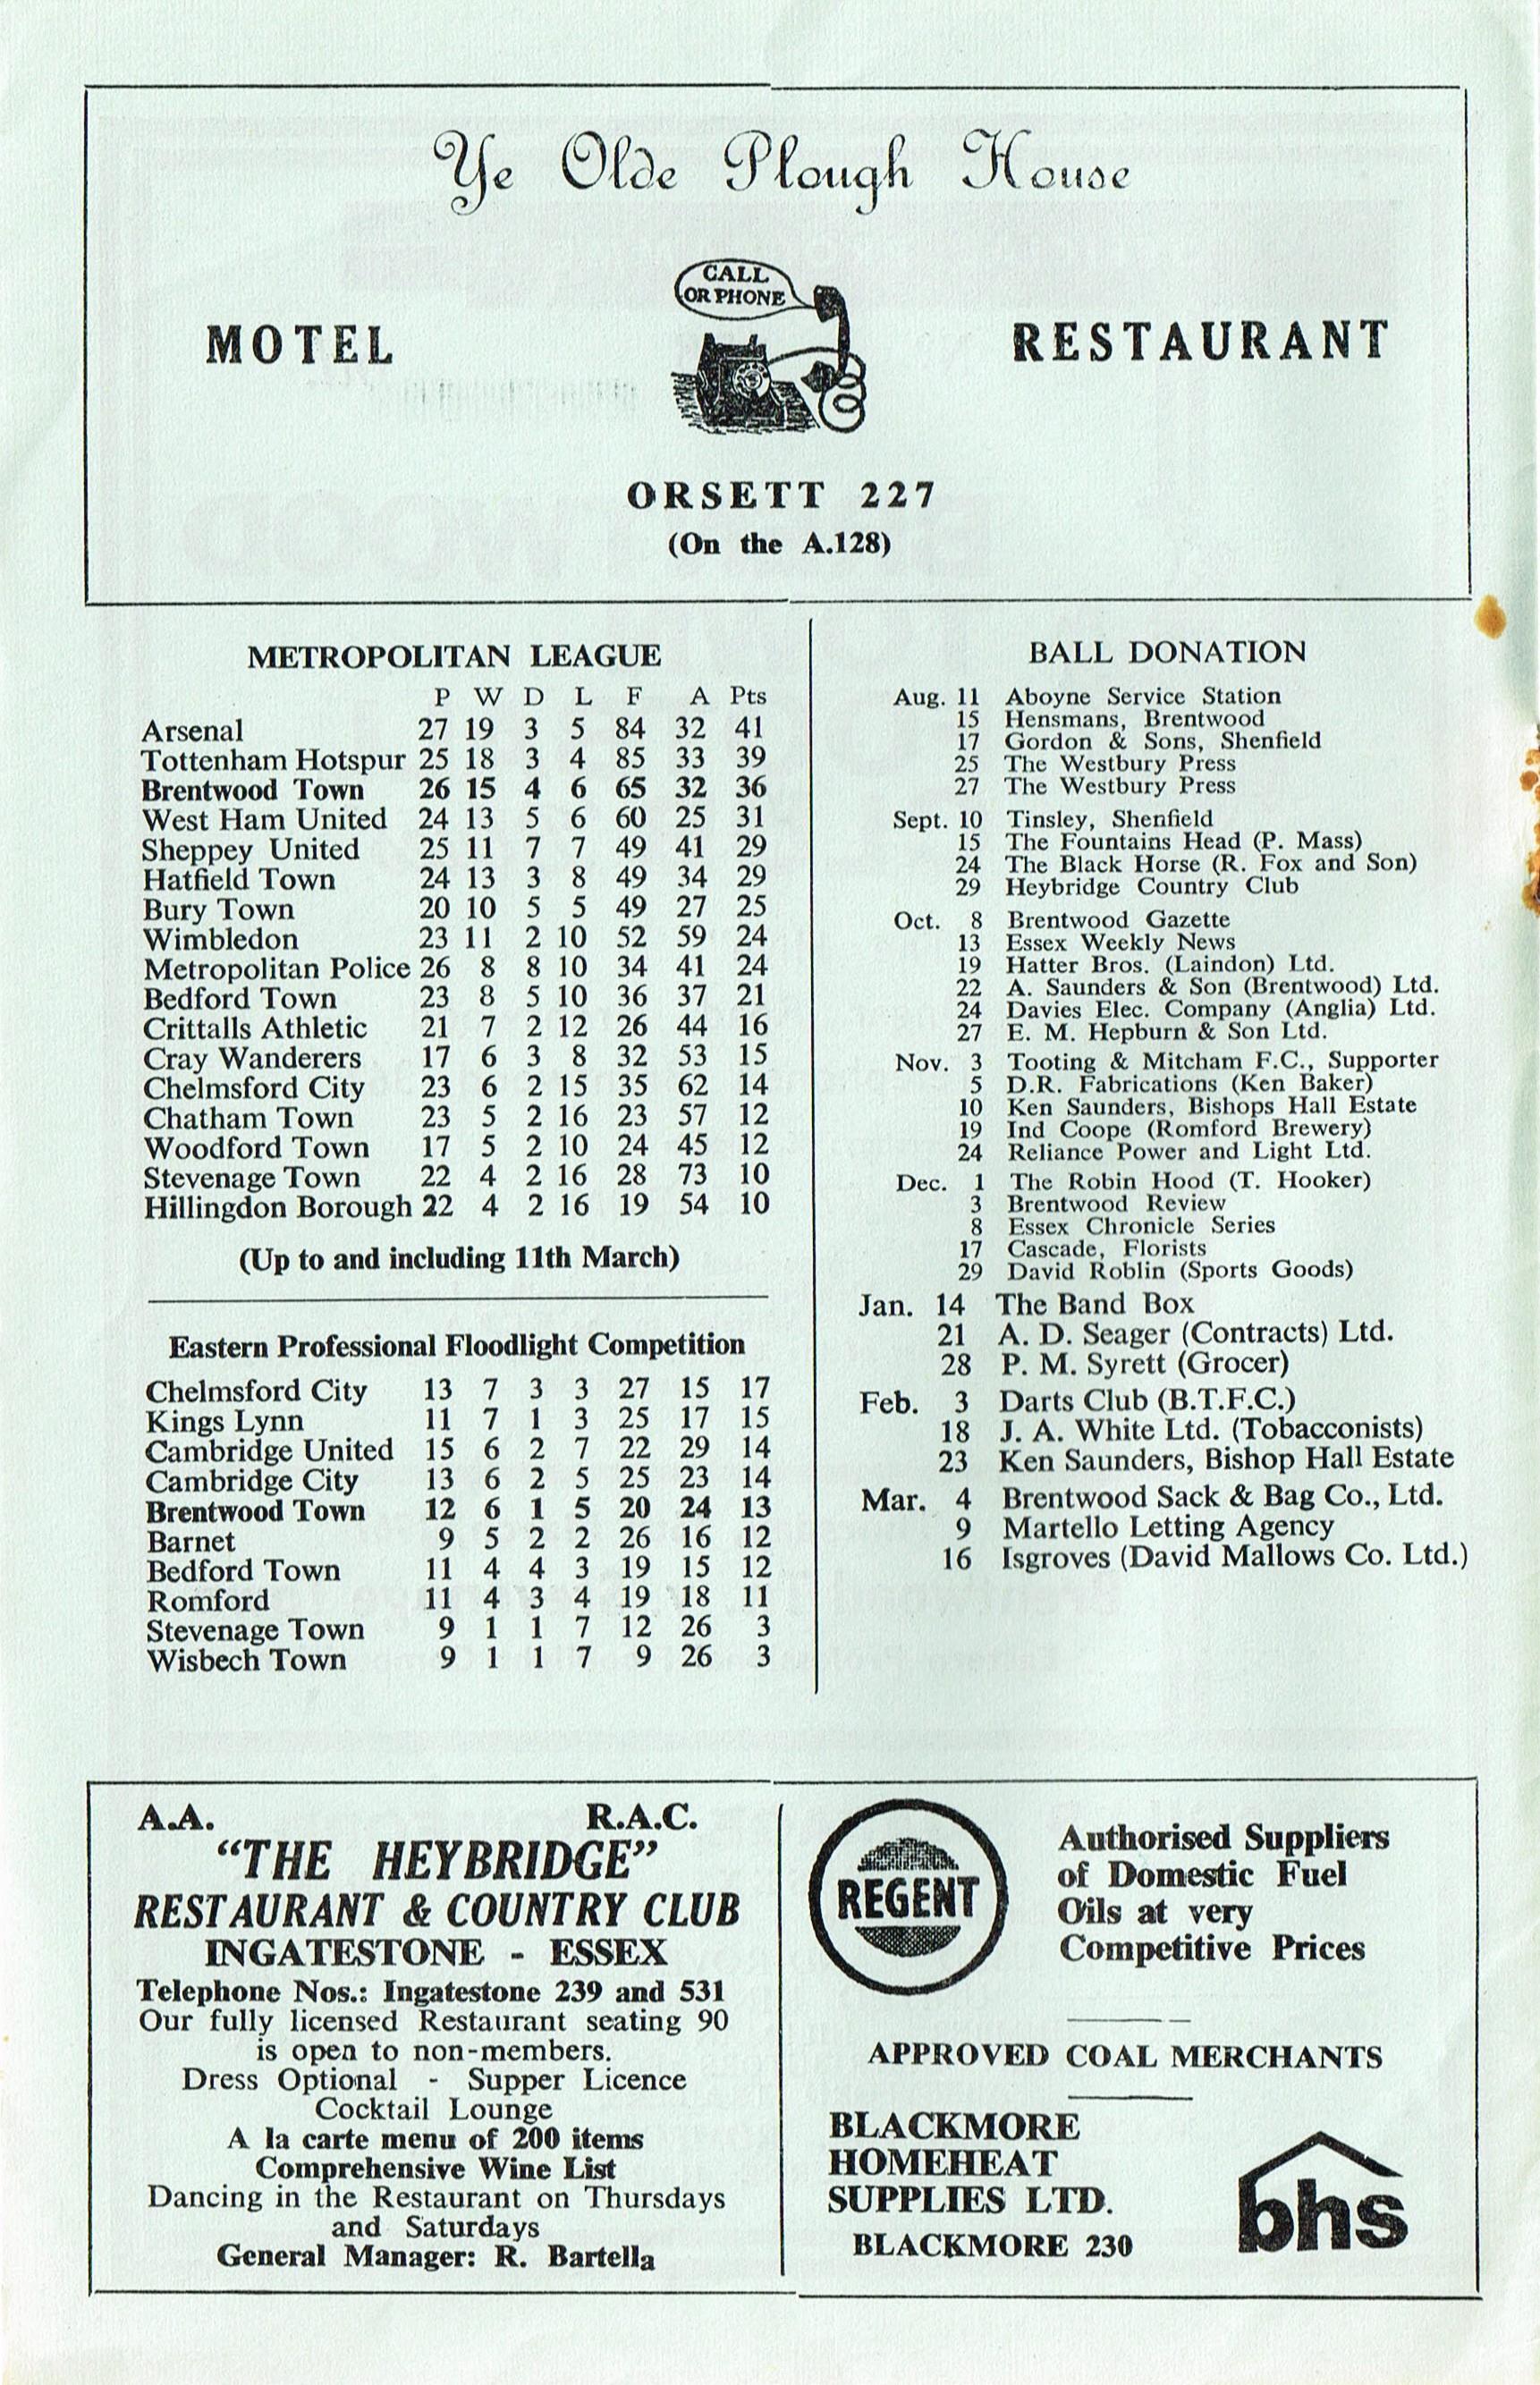 Ye Olde Plough House
CALL
OR PHONE
MOTEL
RESTAURANT
ORSETT 227
(On the A.128)
METROPOLITAN LEAGUE
P W D L F A Pts
Arsenal 27 19 3 5 84 32 41
Tottenham Hotspur 25 18 3 4 85 33 39
Brentwood Town 26 15 4 6 65 32 36
West Ham United 24 13 5 6 60 25 31
Sheppey United 25 11 7 7 49 41 29
Hatfield Town 24 13 3 8 49 34 29
Bury Town 20 10 5 5 49 27 25
Wimbledon 23 11 2 10 52 59 24
Metropolitan Police 26 8 8 10 34 41 24
Bedford Town 23 8 5 10 36 37 21
Crittalls Athletic 21 7 2 12 26 44 16
Cray Wanderers 17 6 3 8 32 53 15
Chelmsford City 23 6 2 15 35 62 14
Chatham Town 23 5 2 16 23 57 12
Woodford Town 17 5 2 10 24 45 12
Stevenage Town 22 4 2 16 28 73 10
Hillingdon Borough 22 4 2 16 19 54 10
(Up to and including 11th March)
Eastern Professional Floodlight Competition
Chelmsford City 13 7 3 3 27 15 17
Kings Lynn 11 7 1 3 25 17 15
Cambridge United 15 6 2 7 22 29 14
Cambridge City 13 6 2 5 25 23 14
Brentwood Town 12 6 1 5 20 24 13
Barnet 9 5 2 2 26 16 12
Bedford Town 11 4 4 3 19 15 12
Romford 11 4 3 4 19 18 11
Stevenage Town 9 1 1 7 12 26 3
Wisbech Town 9 1 1 7 9 26 3
BALL DONATION
Aug. 11 Aboyne Service Station
15 Hensmans, Brentwood
17 Gordon & Sons, Shenfield
25 The Westbury Press
27 The Westbury Press
Sept. 10 Tinsley, Shenfield
15 The Fountains Head (P. Mass)
24 The Black Horse (R. Fox and Son)
29 Heybridge Country Club
Oct. 8 Brentwood Gazette
13 Essex Weekly News
19 Hatter Bros. (Laindon) Ltd.
22 A. Saunders & Son (Brentwood) Ltd.
24 Davies Elec. Company (Anglia) Ltd.
27 E. M. Hepburn & Son Ltd.
Nov. 3 Tooting & Mitcham F.C., Supporter
5 D.R. Fabrications (Ken Baker)
10 Ken Saunders, Bishops Hall Estate
19 Ind Coope (Romford Brewery)
24 Reliance Power and Light Ltd.
Dec. 1 The Robin Hood (T. Hooker)
3 Brentwood Review
8 Essex Chronicle Series
17 Cascade, Florists
29 David Roblin (Sports Goods)
Jan. 14 The Band Box
21 A. D. Seager (Contracts) Ltd.
28 P. M. Syrett (Grocer)
Feb. 3 Darts Club (B.T.F.C.)
18 J. A. White Ltd. (Tobacconists)
23 Ken Saunders, Bishop Hall Estate
Mar. 4 Brentwood Sack & Bag Co., Ltd.
9 Martello Letting Agency
16 Isgroves (David Mallows Co. Ltd.)
A.A. R.A.C.
"THE HEYBRIDGE"
RESTAURANT & COUNTRY CLUB
INGATESTONE - ESSEX
Telephone Nos.: Ingatestone 239 and 531
Our fully licensed Restaurant seating 90
is open to non-members.
Dress Optional - Supper Licence
Cocktail Lounge
A la carte menu of 200 items
Comprehensive Wine List
Dancing in the Restaurant on Thursdays
and Saturdays
General Manager: R. Bartella
REGENT
Authorised Suppliers
of Domestic Fuel
Oils at very
Competitive Prices
APPROVED COAL MERCHANTS
BLACKMORE
HOMEHEAT
SUPPLIES LTD.
BLACKMORE 230
bhs